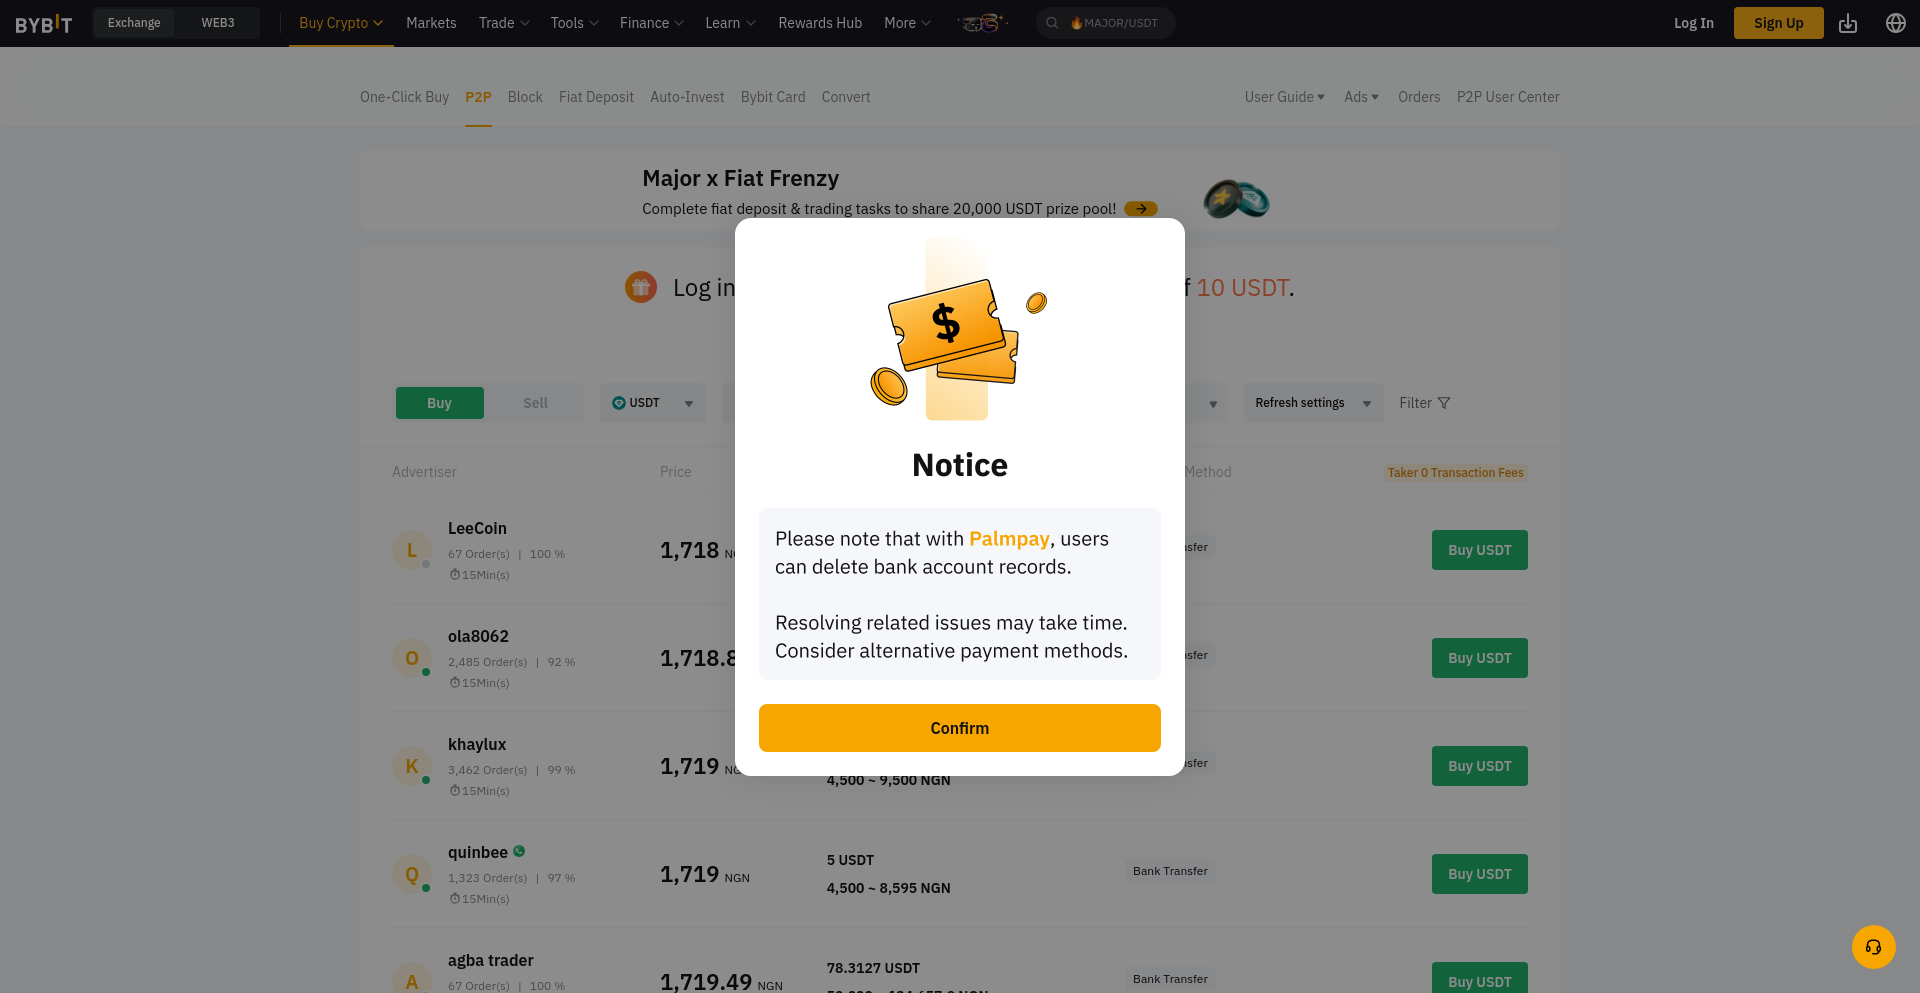 BYBIT
Exchange
WEB3
Buy Crypto
Markets
Trade
Tools
Finance
Learn
Rewards Hub
More
MAJOR/USDT
Log In
Sign Up
One-Click Buy
P2P
Block
Fiat Deposit
Auto-Invest
Bybit Card
Convert
User Guide
Ads
Orders
P2P User Center
Major x Fiat Frenzy
Complete fiat deposit & trading tasks to share 20,000 USDT prize pool!
Log in
10 USDT.
Buy
Sell
USDT
Refresh settings
Filter
Advertiser
Price
Method
Taker 0 Transaction Fees
$
Notice
Please note that with Palmpay, users
can delete bank account records.
Resolving related issues may take time.
Consider alternative payment methods.
Confirm
L
LeeCoin
67 Order(s) | 100 %
15Min(s)
1,718
Buy USDT
O
ola8062
2,485 Order(s) | 92 %
15Min(s)
1,718.8
Buy USDT
K
khaylux
3,462 Order(s) | 99 %
15Min(s)
1,719
4,500 ~ 9,500 NGN
Buy USDT
Q
quinbee
1,323 Order(s) | 97 %
15Min(s)
1,719 NGN
5 USDT
4,500 ~ 8,595 NGN
Bank Transfer
Buy USDT
A
agba trader
67 Order(s) | 100 %
1,719.49 NGN
78.3127 USDT
Bank Transfer
Buy USDT